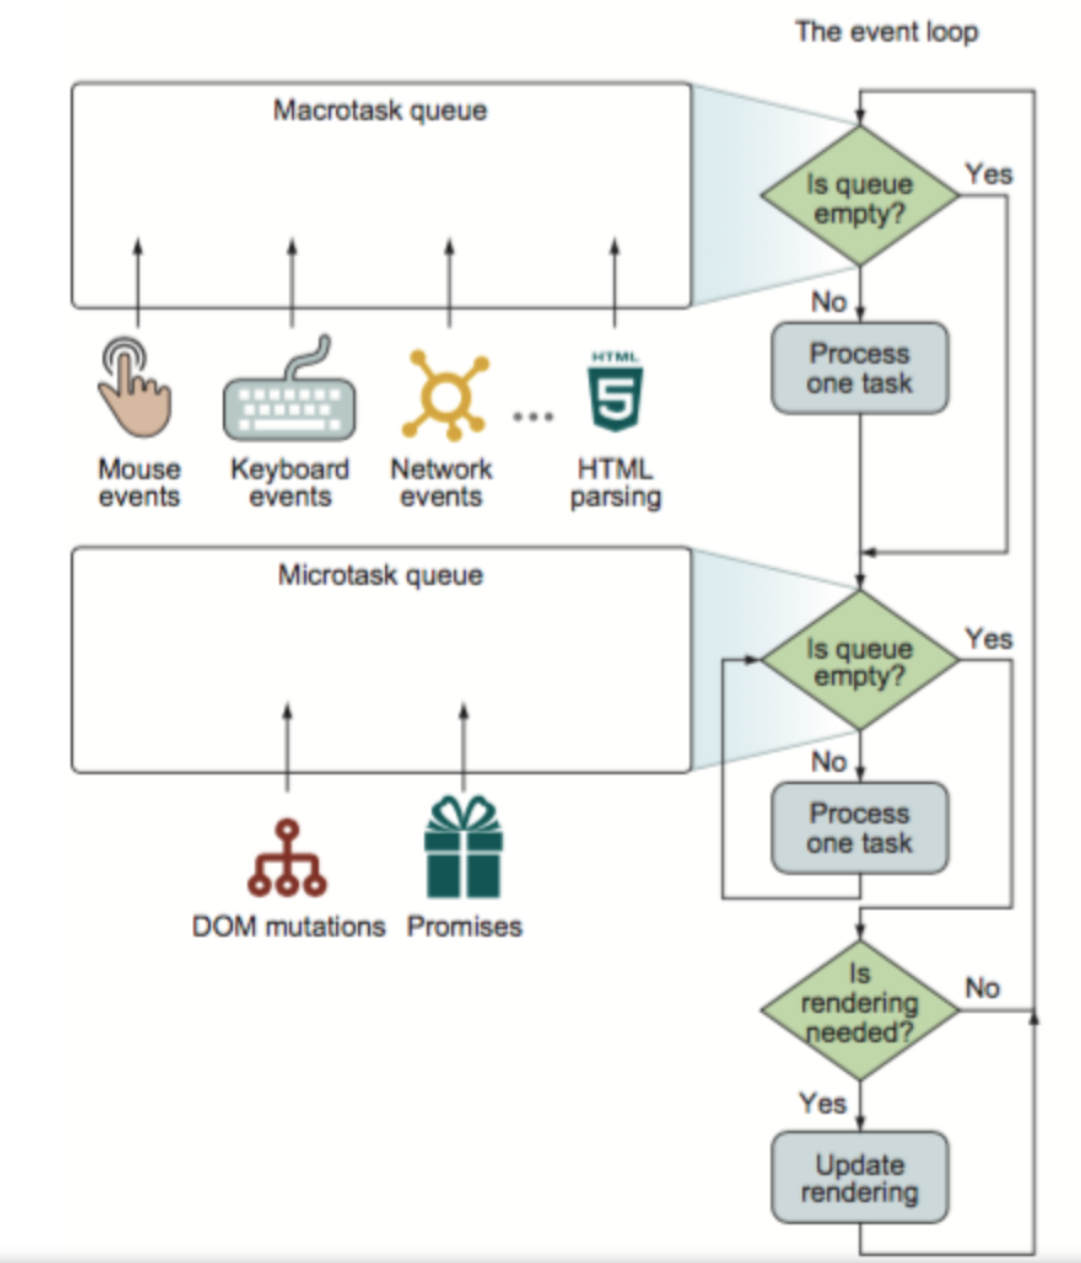 The event loop
Macrotask queue
Is queue
empty?
Yes
No
Process
one task
HTML
5
Mouse
events
Keyboard
events
Network
events
...
HTML
parsing
Microtask queue
Is queue
empty?
Yes
No
Process
one task
DOM mutations
Promises
Is
rendering
needed?
No
Yes
Update
rendering